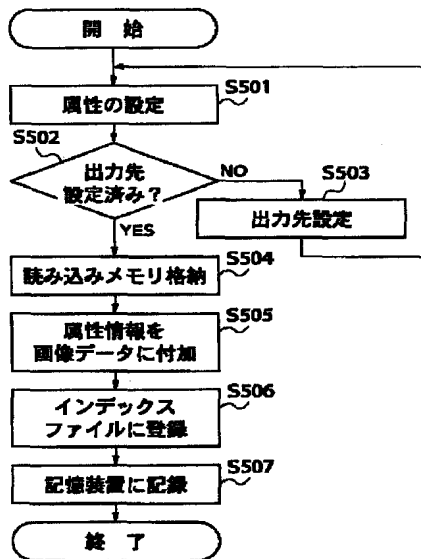 開 始
S501
属性の設定
S502
出力先
設定済み?
NO
S503
出力先設定
YES
S504
読み込みメモリ格納
S505
属性情報を
画像データに付加
S506
インデックス
ファイルに登録
S507
記憶装置に記録
終 了